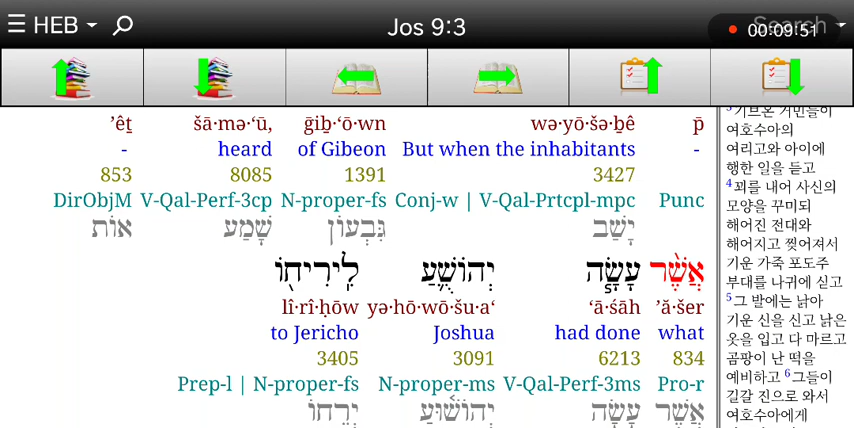 ☰ HEB Jos 9:3 Search 00:09:51
’êṯ šā·mə·‘ū, ḡiḇ·‘ō·wn wə·yō·šə·ḇê p̄
- heard of Gibeon But when the inhabitants -
853 8085 1391 3427
DirObjM V-Qal-Perf-3cp N-proper-fs Conj-w | V-Qal-Prtcpl-mpc Punc
יָשַׁב גִּבְעוֹן שָׁמַע אוֹת
אֲשֶׁ֨ר עָשָׂ֧ה יְהוֹשֻׁ֛עַ לִֽירִיח֖וֹ
lî·rî·ḥōw yə·hō·wō·šu·a‘ ‘ā·śāh ’ă·šer
to Jericho Joshua had done what
3405 3091 6213 834
Prep-l | N-proper-fs N-proper-ms V-Qal-Perf-3ms Pro-r
אֲשֶׁר עָשָׂה יְהוֹשׁוּעַ יְרֵחוֹ
3 기브온 거민들이
여호수아의
여리고와 아이에
행한 일을 듣고
4 꾀를 내어 사신의
모양을 꾸미되
해어진 전대와
해어지고 찢어져서
기운 가죽 포도주
부대를 나귀에 싣고
5 그 발에는 낡아
기운 신을 신고 낡은
옷을 입고 다 마르고
곰팡이 난 떡을
예비하고 6 그들이
길갈 진으로 와서
여호수아에게